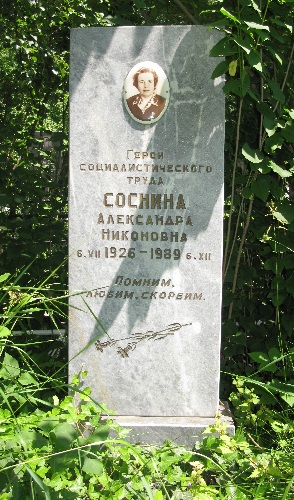 Герой
социалистического
труда
СОСНИНА
Александра
Никоновна
6.VII 1926-1989 6.XII
Помним,
любим, скорбим.